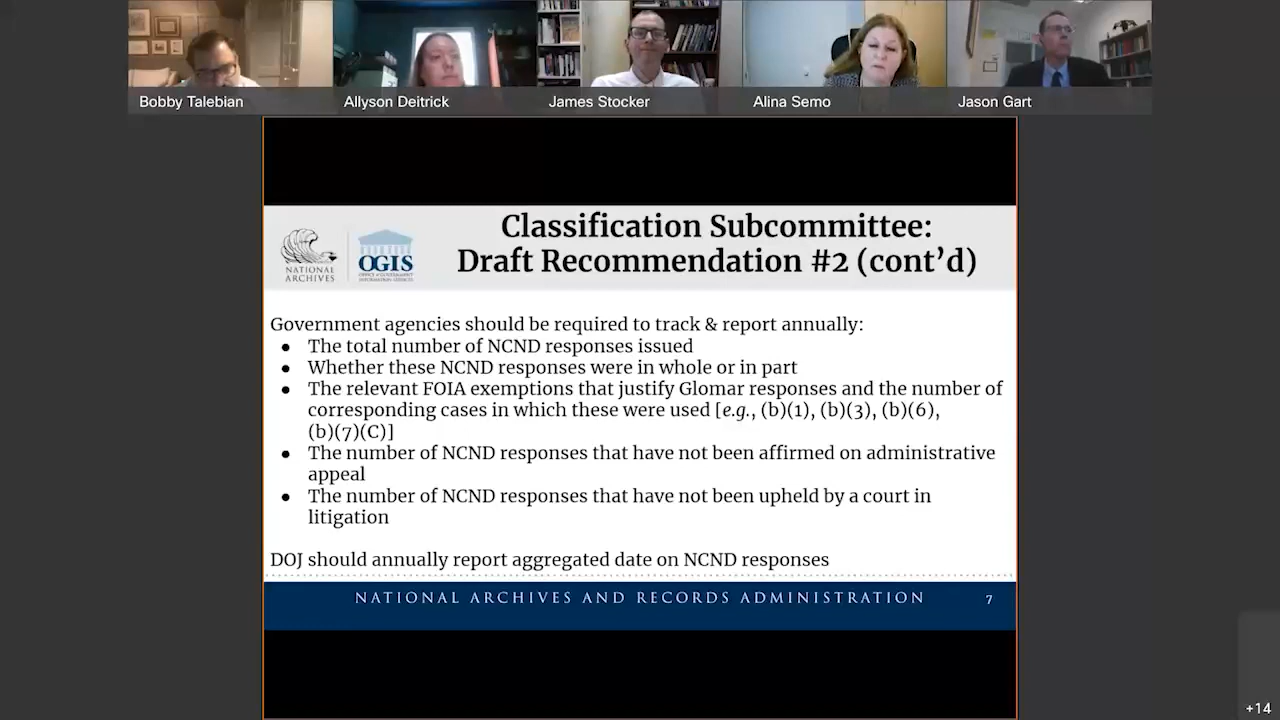 Bobby Talebian
Allyson Deitrick
James Stocker
Alina Semo
Jason Gart
NATIONAL
ARCHIVES
OGIS
OFFICE of GOVERNMENT
INFORMATION SERVICES
Classification Subcommittee:
Draft Recommendation #2 (cont’d)
Government agencies should be required to track & report annually:
● The total number of NCND responses issued
● Whether these NCND responses were in whole or in part
● The relevant FOIA exemptions that justify Glomar responses and the number of
corresponding cases in which these were used [e.g., (b)(1), (b)(3), (b)(6),
(b)(7)(C)]
● The number of NCND responses that have not been affirmed on administrative
appeal
● The number of NCND responses that have not been upheld by a court in
litigation
DOJ should annually report aggregated date on NCND responses
NATIONAL ARCHIVES AND RECORDS ADMINISTRATION
7
+14